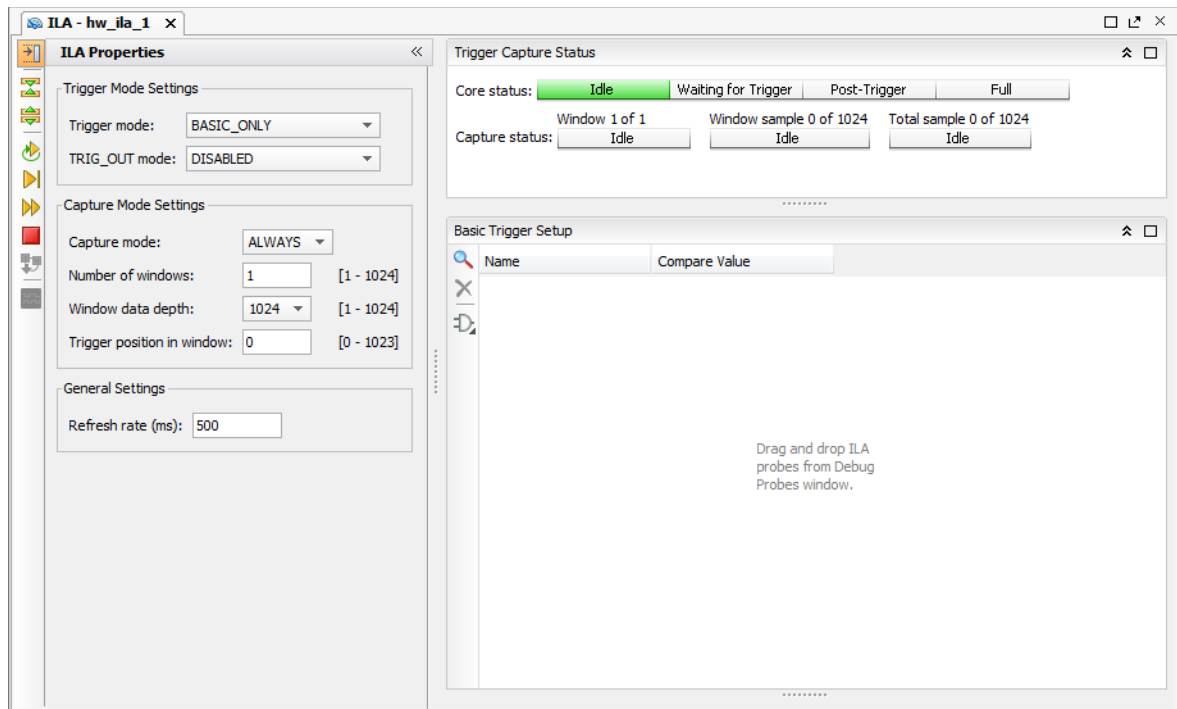 ILA - hw_ila_1
ILA Properties
Trigger Mode Settings
Trigger mode: BASIC_ONLY
TRIG_OUT mode: DISABLED
Capture Mode Settings
Capture mode: ALWAYS
Number of windows: 1 [1 - 1024]
Window data depth: 1024 [1 - 1024]
Trigger position in window: 0 [0 - 1023]
General Settings
Refresh rate (ms): 500
Trigger Capture Status
Core status: Idle Waiting for Trigger Post-Trigger Full
Window 1 of 1 Window sample 0 of 1024 Total sample 0 of 1024
Capture status: Idle Idle Idle
Basic Trigger Setup
Name Compare Value
Drag and drop ILA
probes from Debug
Probes window.